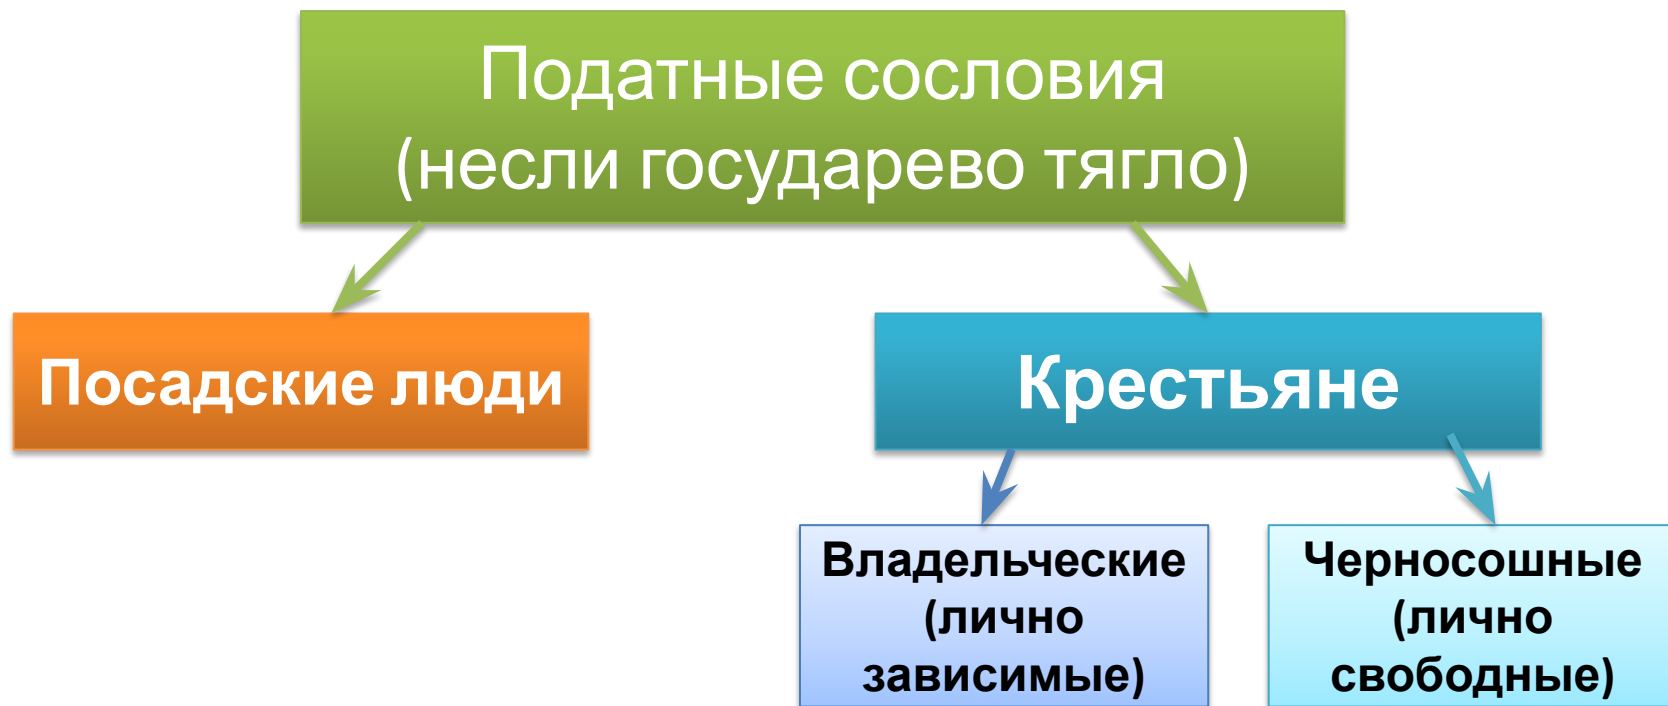 Податные сословия
(несли государево тягло)
Посадские люди
Крестьяне
Владельческие
(лично
зависимые)
Черносошные
(лично
свободные)